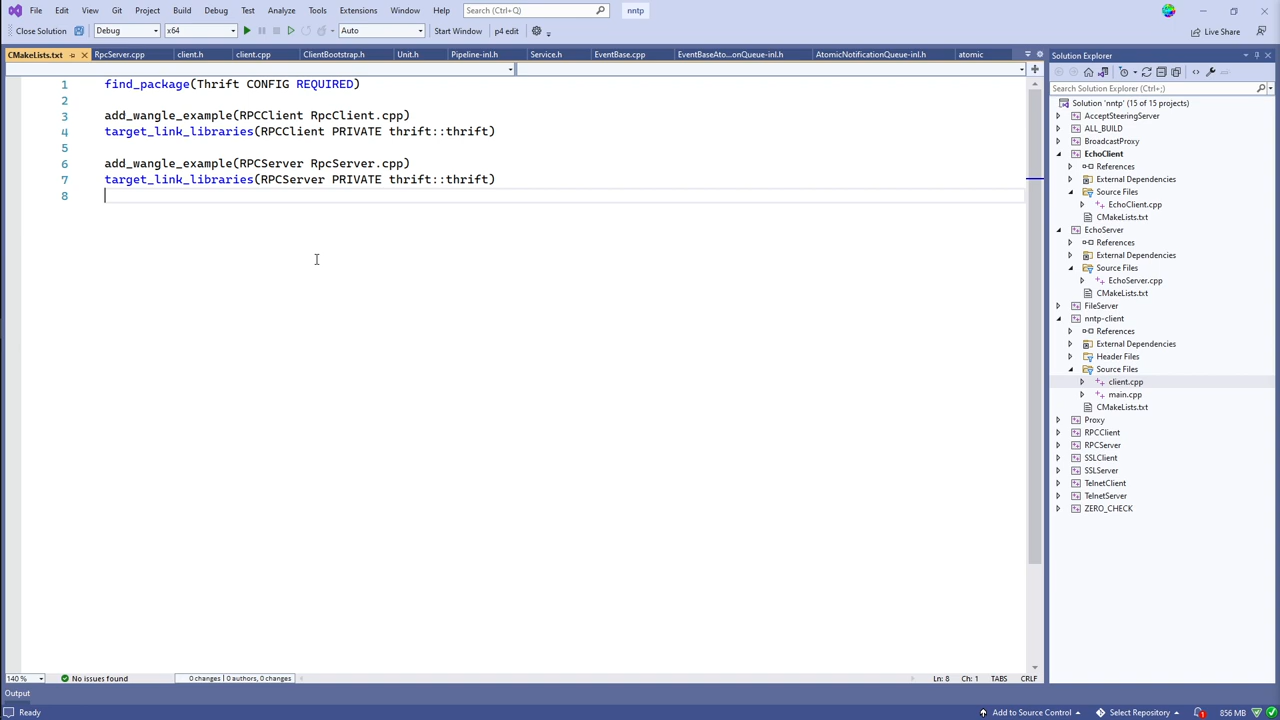 File Edit View Git Project Build Debug Test Analyze Tools Extensions Window Help Search (Ctrl+Q) nntp
Close Solution Debug x64 Auto Start Window p4 edit Live Share
CMakeLists.txt RpcServer.cpp client.h client.cpp ClientBootstrap.h Unit.h Pipeline-inl.h Service.h EventBase.cpp EventBaseAto...onQueue-inl.h AtomicNotificationQueue-inl.h atomic
1 find_package(Thrift CONFIG REQUIRED)
2
3 add_wangle_example(RPCClient RpcClient.cpp)
4 target_link_libraries(RPCClient PRIVATE thrift::thrift)
5
6 add_wangle_example(RPCServer RpcServer.cpp)
7 target_link_libraries(RPCServer PRIVATE thrift::thrift)
8
Solution Explorer
Search Solution Explorer (Ctrl+;)
Solution 'nntp' (15 of 15 projects)
AcceptSteeringServer
ALL_BUILD
BroadcastProxy
EchoClient
References
External Dependencies
Source Files
EchoClient.cpp
CMakeLists.txt
EchoServer
References
External Dependencies
Source Files
EchoServer.cpp
CMakeLists.txt
FileServer
nntp-client
References
External Dependencies
Header Files
Source Files
client.cpp
main.cpp
CMakeLists.txt
Proxy
RPCClient
RPCServer
SSLClient
SSLServer
TelnetClient
TelnetServer
ZERO_CHECK
140 % No issues found 0 changes | 0 authors, 0 changes Ln: 8 Ch: 1 TABS CRLF
Output
Ready Add to Source Control Select Repository 1 856 MB